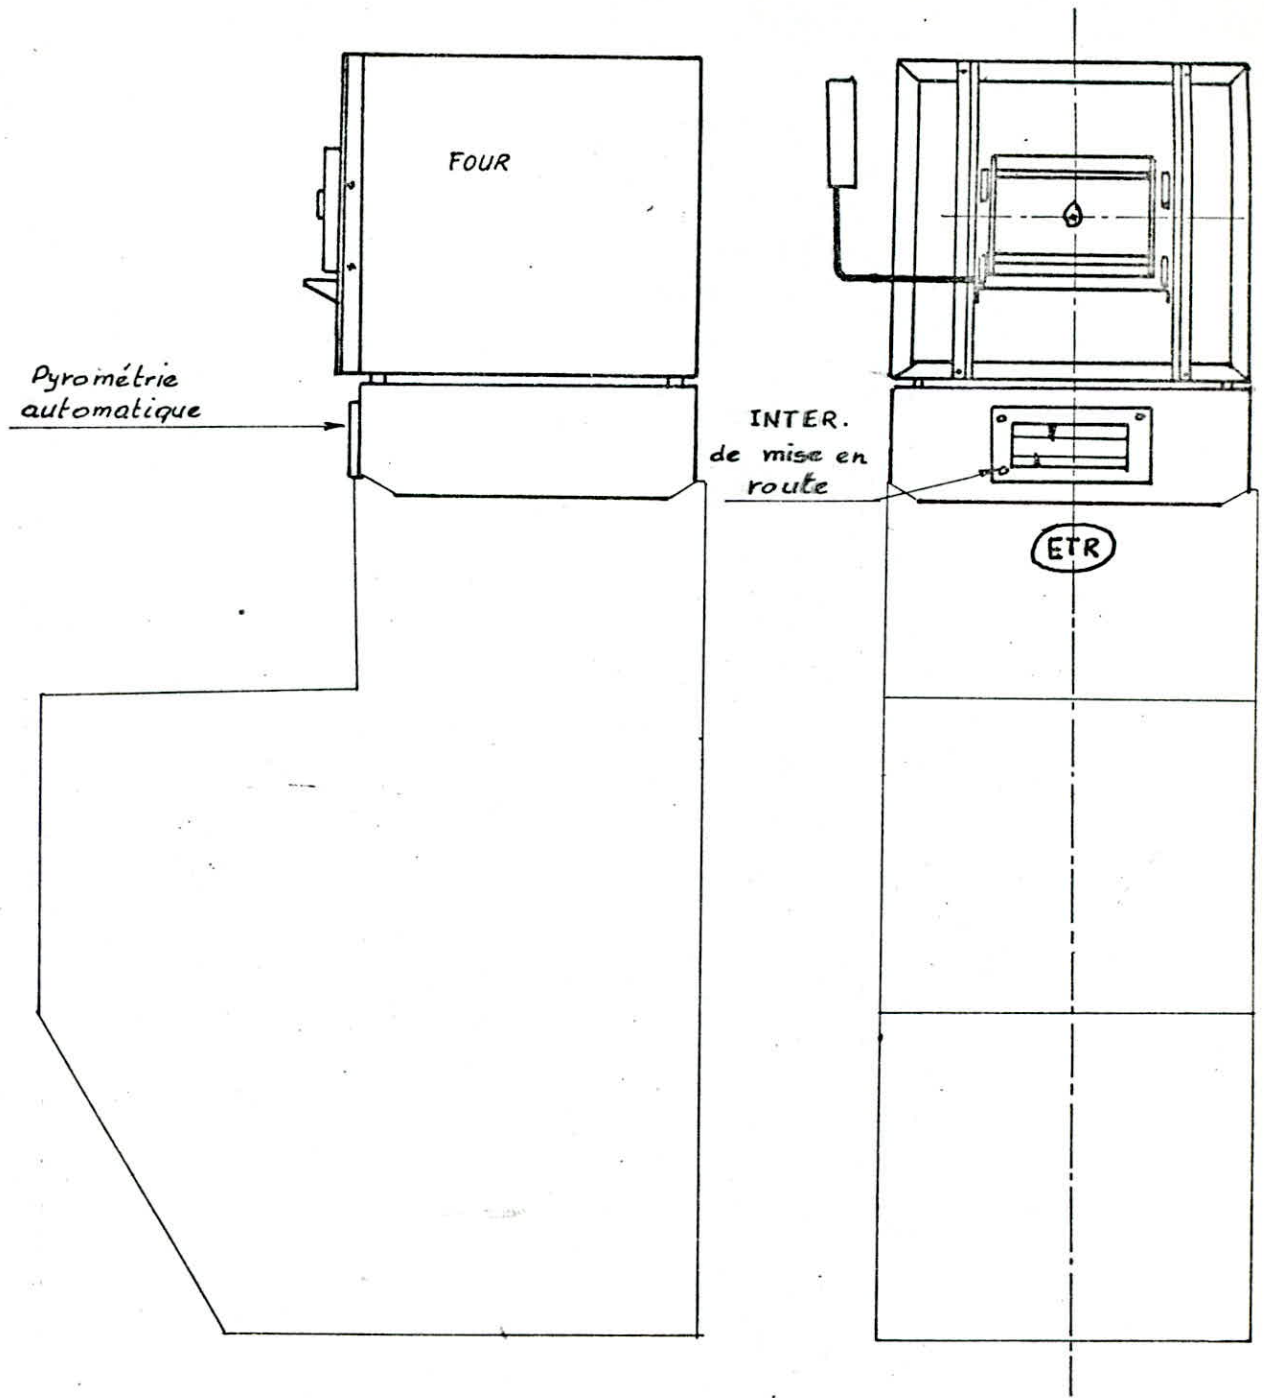 FOUR
Pyrométrie
automatique
INTER.
de mise en
route
ETR